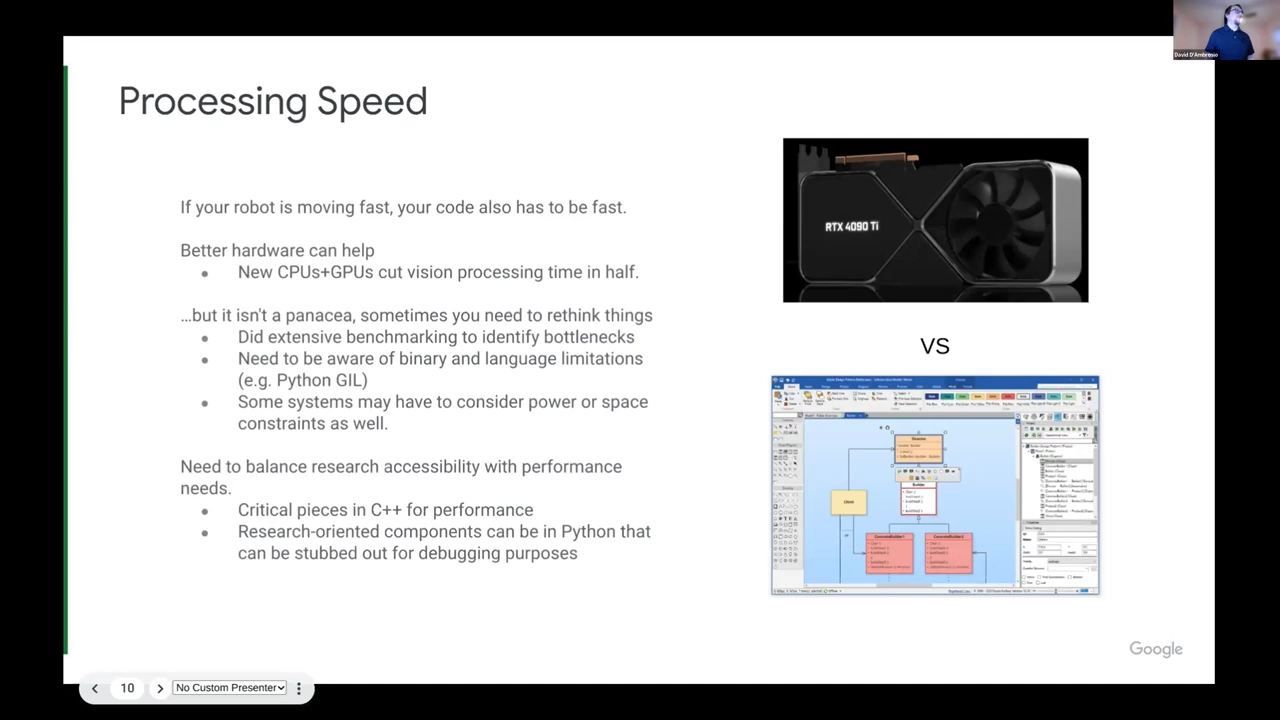 David D'Ambrosio
Processing Speed
If your robot is moving fast, your code also has to be fast.
Better hardware can help
● New CPUs+GPUs cut vision processing time in half.
...but it isn't a panacea, sometimes you need to rethink things
● Did extensive benchmarking to identify bottlenecks
● Need to be aware of binary and language limitations
(e.g. Python GIL)
● Some systems may have to consider power or space
constraints as well.
Need to balance research accessibility with performance
needs.
● Critical pieces in C++ for performance
● Research-oriented components can be in Python that
can be stubbed out for debugging purposes
RTX 4090 Ti
VS
Director
Builder
Client
ConcreteBuilder1
ConcreteBuilder2
Google
10
No Custom Presenter